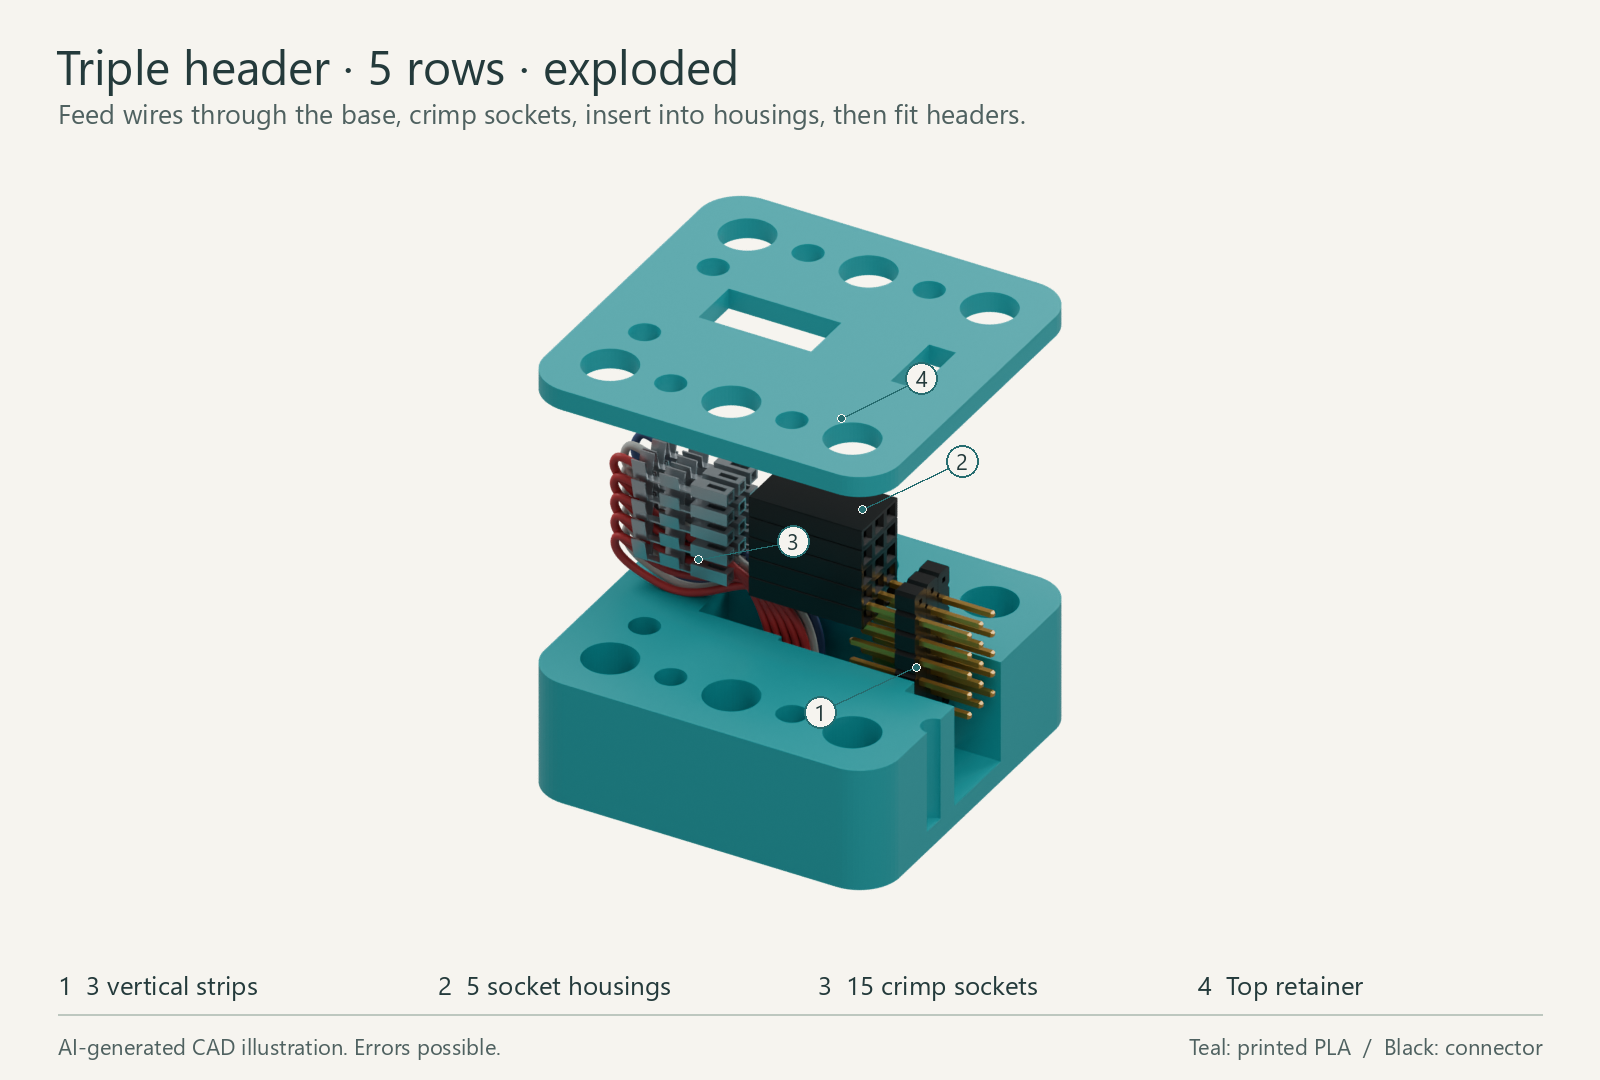 Triple header · 5 rows · exploded
Feed wires through the base, crimp sockets, insert into housings, then fit headers.
4
2
3
1
1 3 vertical strips
2 5 socket housings
3 15 crimp sockets
4 Top retainer
AI-generated CAD illustration. Errors possible.
Teal: printed PLA / Black: connector